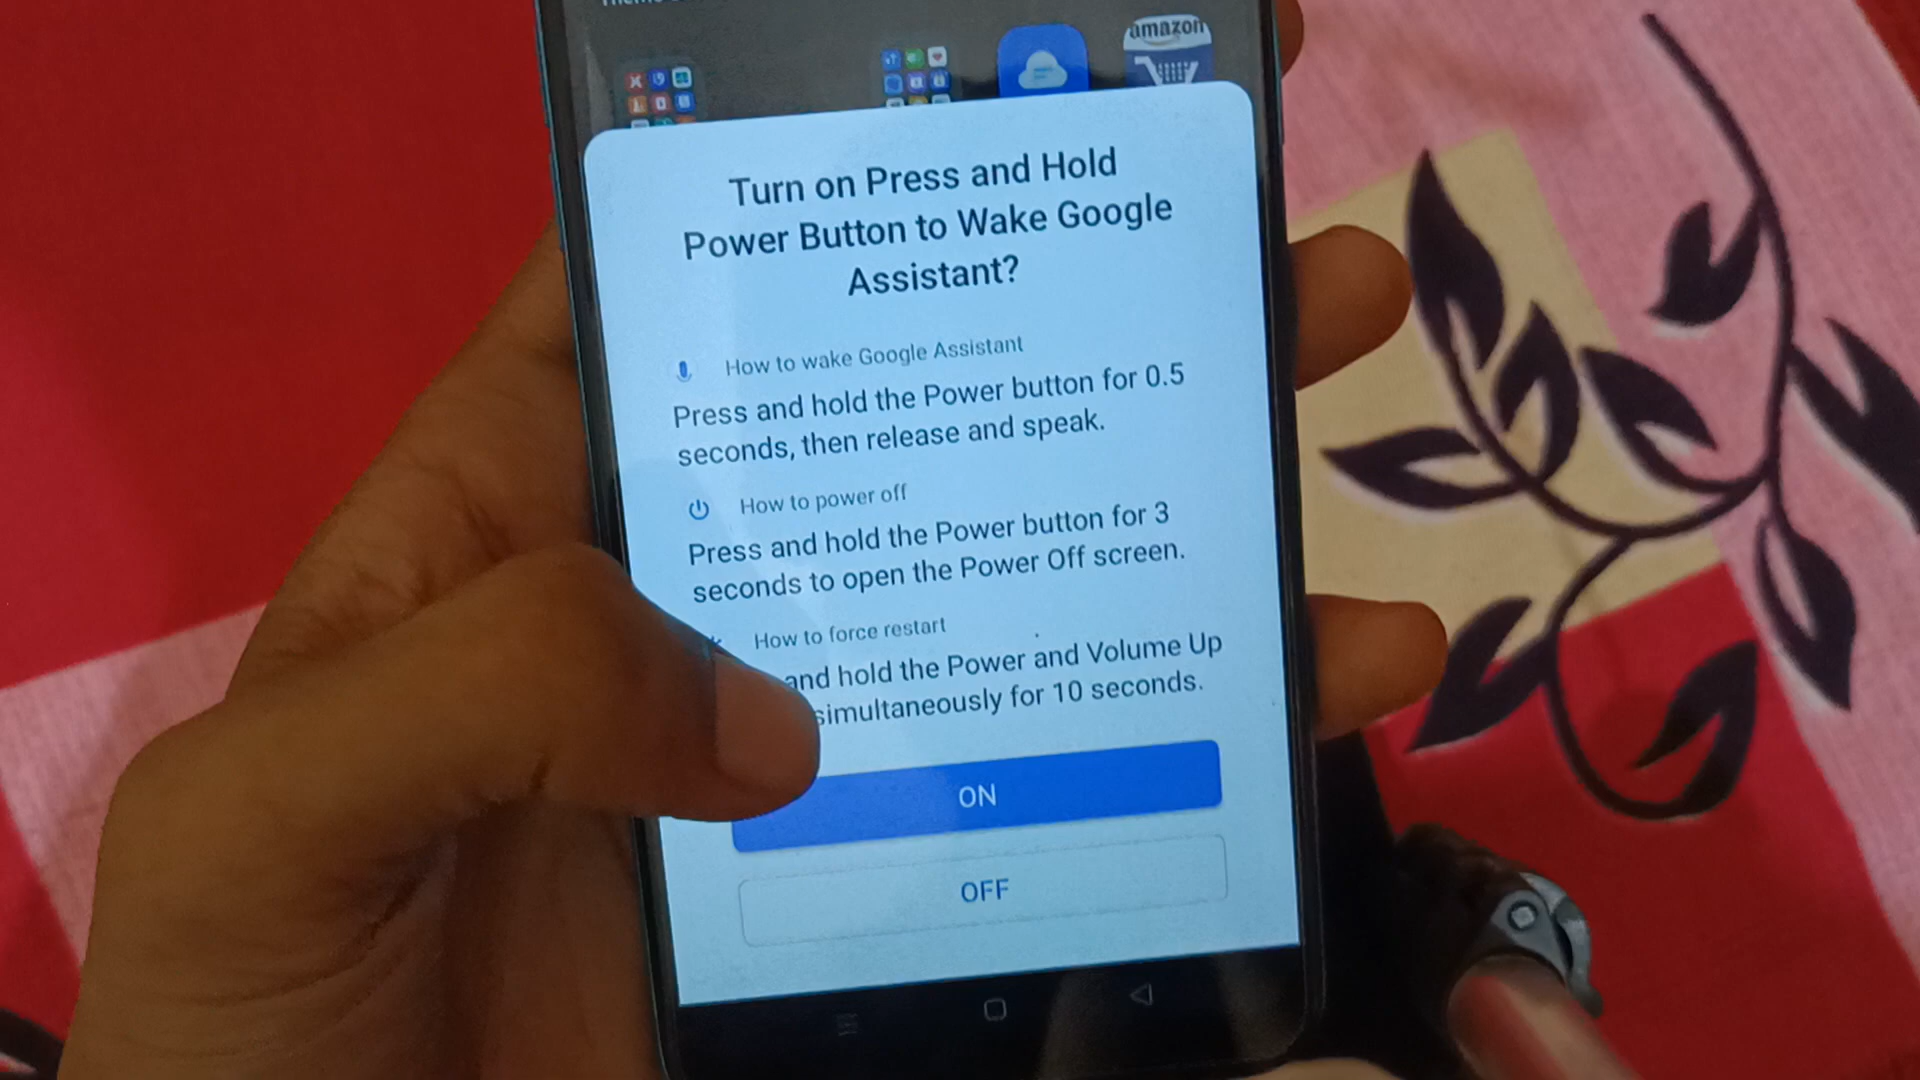 amazon
Turn on Press and Hold
Power Button to Wake Google
Assistant?
How to wake Google Assistant
Press and hold the Power button for 0.5
seconds, then release and speak.
How to power off
Press and hold the Power button for 3
seconds to open the Power Off screen.
How to force restart
and hold the Power and Volume Up
simultaneously for 10 seconds.
ON
OFF